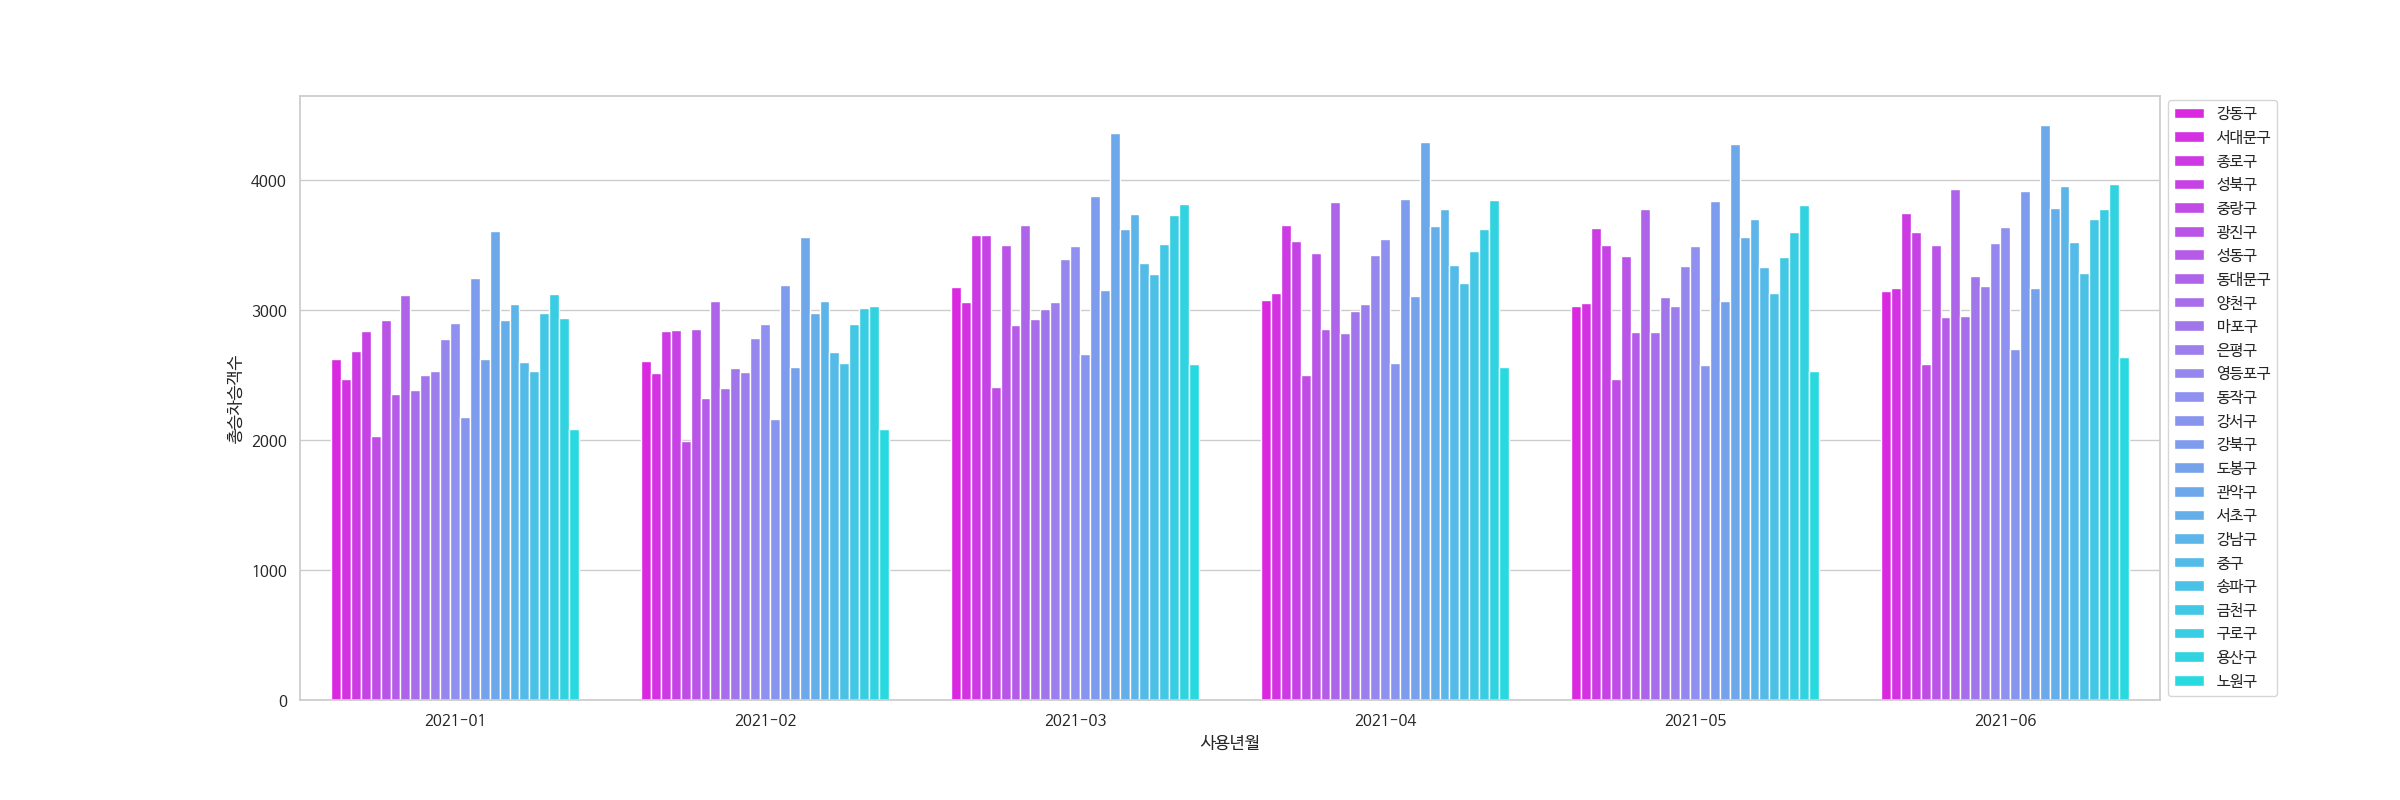 총승차승객수
4000
3000
2000
1000
0
2021-01
2021-02
2021-03
2021-04
2021-05
2021-06
사용년월
강동구
서대문구
종로구
성북구
중랑구
광진구
성동구
동대문구
양천구
마포구
은평구
영등포구
동작구
강서구
강북구
도봉구
관악구
서초구
강남구
중구
송파구
금천구
구로구
용산구
노원구